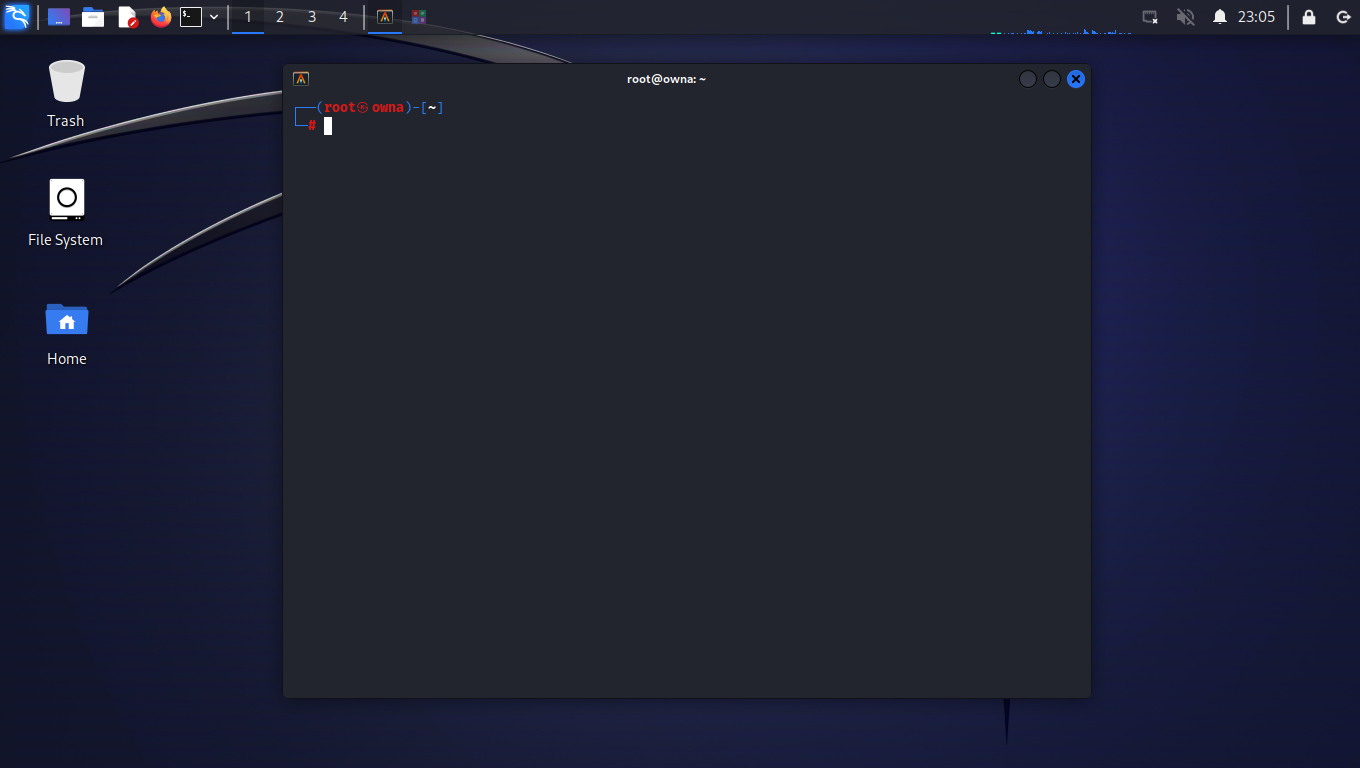 1 2 3 4
23:05
Trash
File System
Home
root@owna: ~
┌──(root㉿owna)-[~]
└─#